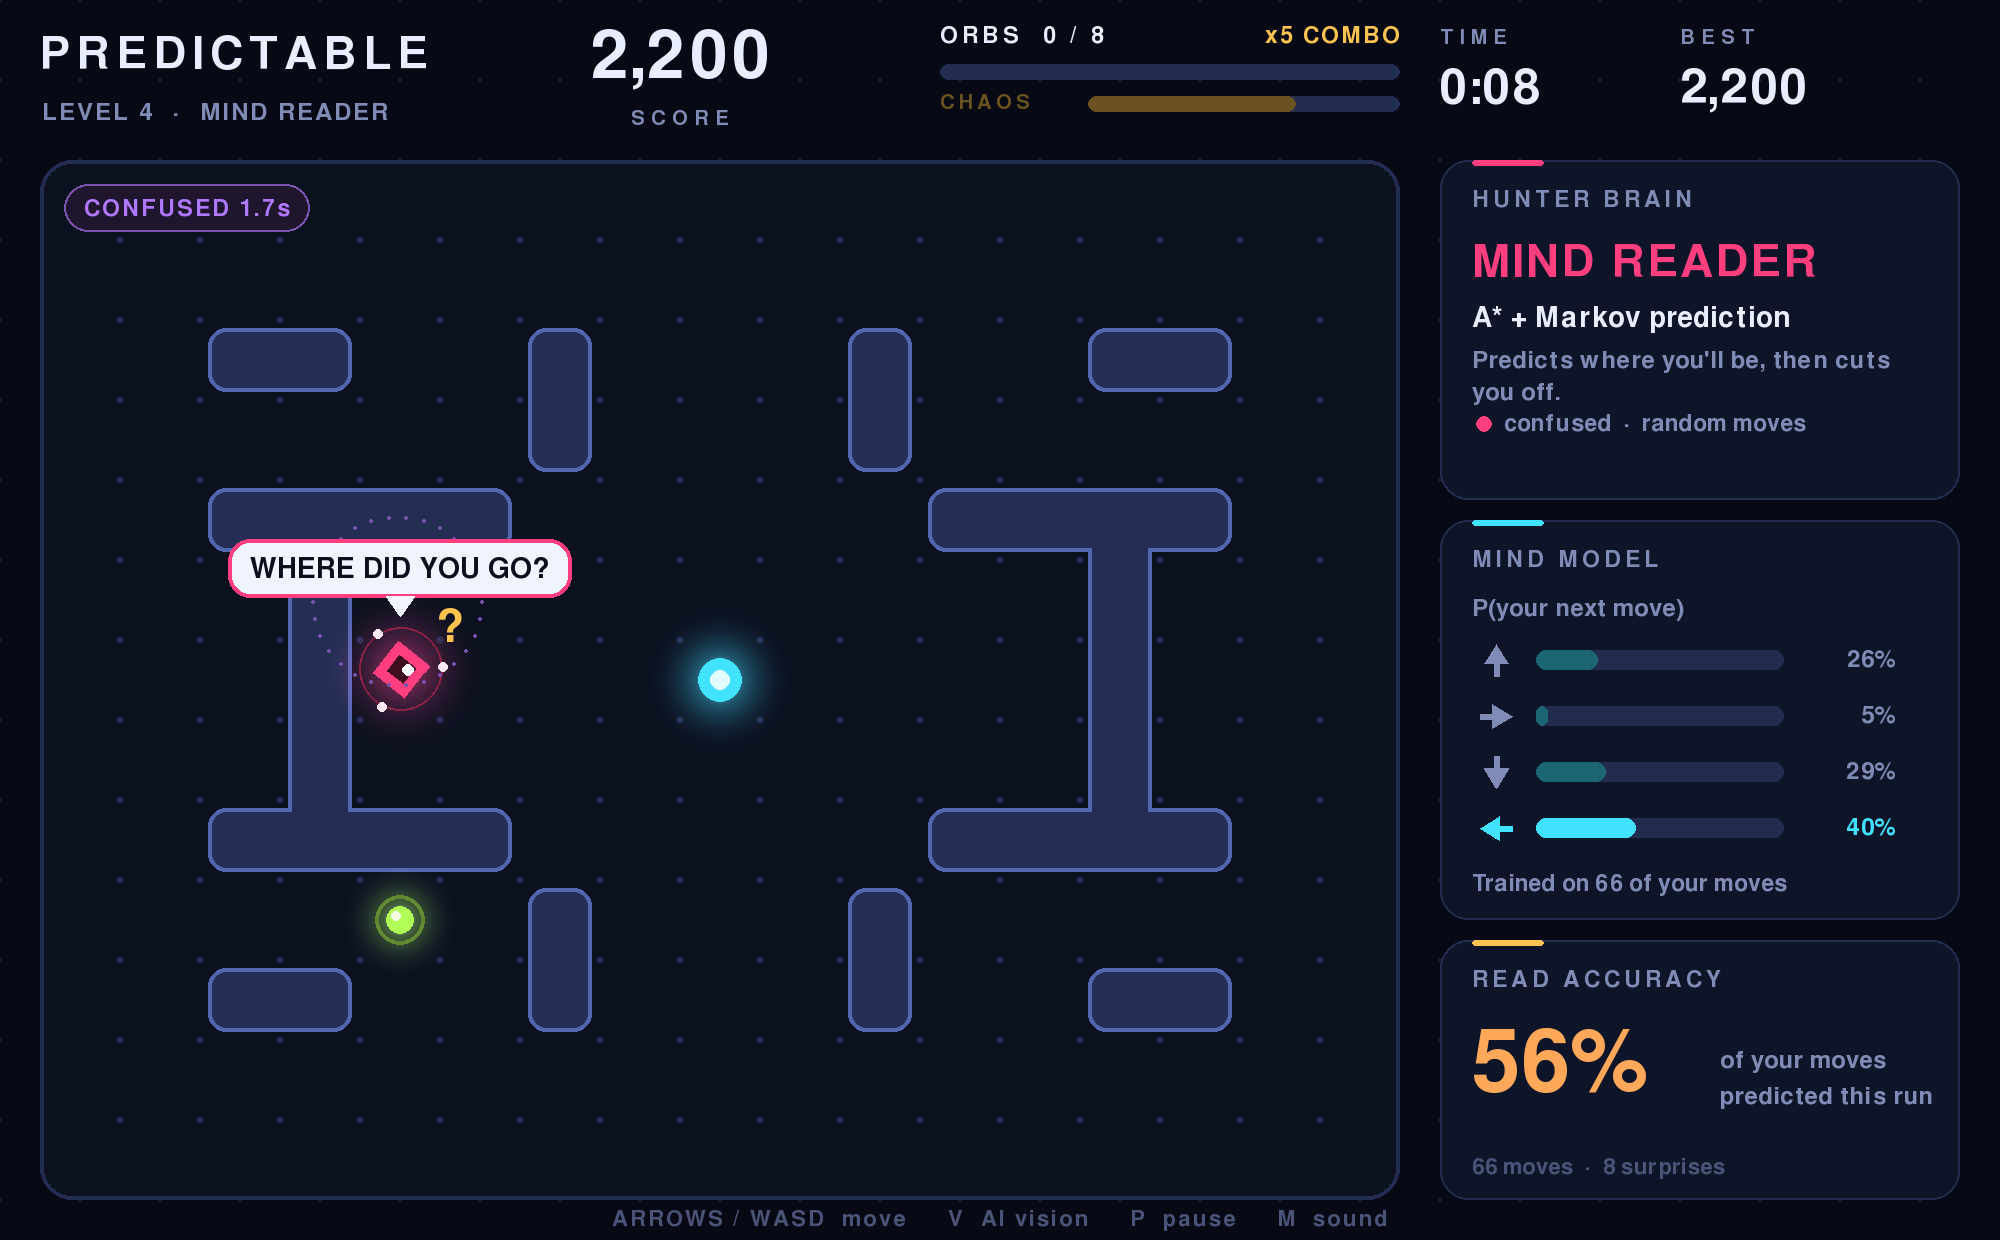 PREDICTABLE
LEVEL 4 · MIND READER
2,200
SCORE
ORBS 0 / 8
x5 COMBO
CHAOS
TIME
0:08
BEST
2,200
CONFUSED 1.7s
WHERE DID YOU GO?
?
HUNTER BRAIN
MIND READER
A* + Markov prediction
Predicts where you'll be, then cuts
you off.
confused · random moves
MIND MODEL
P(your next move)
26%
5%
29%
40%
Trained on 66 of your moves
READ ACCURACY
56%
of your moves
predicted this run
66 moves · 8 surprises
ARROWS / WASD move V AI vision P pause M sound